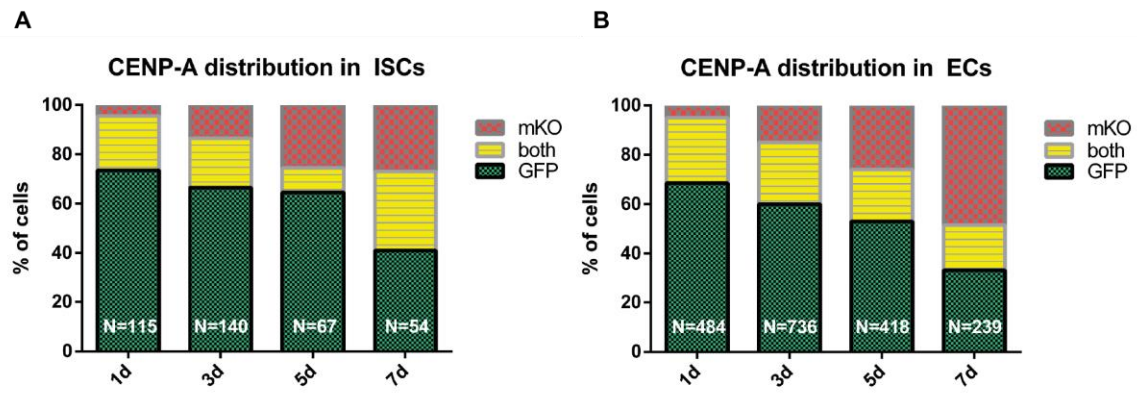 A
CENP-A distribution in ISCs
% of cells
100
80
60
40
20
0
N=115
N=140
N=67
N=54
1d
3d
5d
7d
mKO
both
GFP
B
CENP-A distribution in ECs
% of cells
100
80
60
40
20
0
N=484
N=736
N=418
N=239
1d
3d
5d
7d
mKO
both
GFP